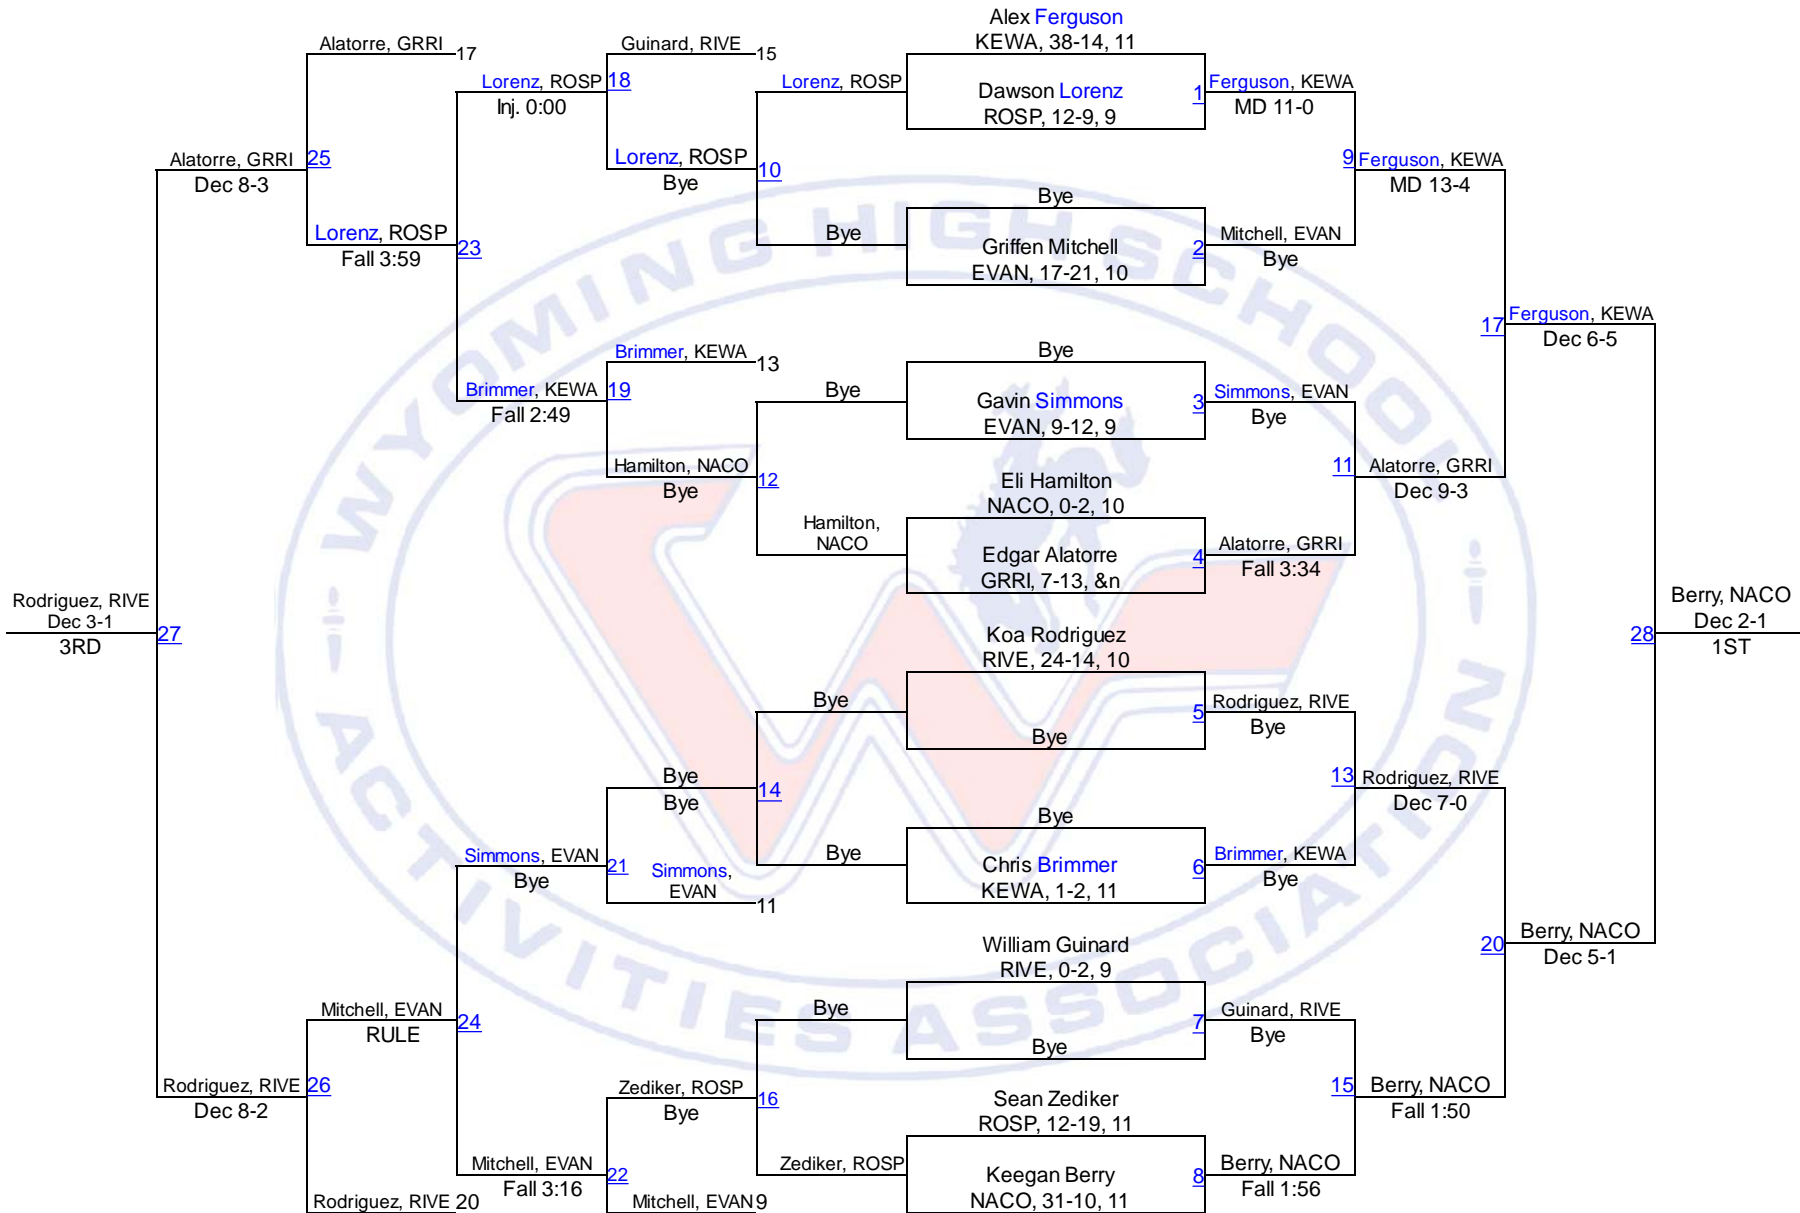 Alex Ferguson
KEWA, 38-14, 11
Alatorre, GRRI
17
Guinard, RIVE
15
Lorenz, ROSP
18
Inj. 0:00
Lorenz, ROSP
Dawson Lorenz
ROSP, 12-9, 9
1
Ferguson, KEWA
MD 11-0
Alatorre, GRRI
25
Dec 8-3
Lorenz, ROSP
10
Bye
9
Ferguson, KEWA
MD 13-4
Bye
Lorenz, ROSP
23
Fall 3:59
Bye
Griffen Mitchell
EVAN, 17-21, 10
2
Mitchell, EVAN
Bye
17
Ferguson, KEWA
Dec 6-5
Brimmer, KEWA
13
Bye
Brimmer, KEWA
19
Fall 2:49
Bye
Gavin Simmons
EVAN, 9-12, 9
3
Simmons, EVAN
Bye
Hamilton, NACO
12
Bye
11
Alatorre, GRRI
Dec 9-3
Eli Hamilton
NACO, 0-2, 10
Hamilton,
NACO
Edgar Alatorre
GRRI, 7-13, &n
4
Alatorre, GRRI
Fall 3:34
Rodriguez, RIVE
Dec 3-1
27
3RD
Berry, NACO
Dec 2-1
28
1ST
Koa Rodriguez
RIVE, 24-14, 10
Bye
5
Rodriguez, RIVE
Bye
Bye
Bye
Bye
14
13
Rodriguez, RIVE
Dec 7-0
Bye
Simmons, EVAN
21
Bye
Simmons,
EVAN
11
Bye
Chris Brimmer
KEWA, 1-2, 11
6
Brimmer, KEWA
Bye
20
Berry, NACO
Dec 5-1
William Guinard
RIVE, 0-2, 9
Mitchell, EVAN
24
RULE
Bye
7
Guinard, RIVE
Bye
Bye
Rodriguez, RIVE
26
Dec 8-2
Zediker, ROSP
16
Bye
15
Berry, NACO
Fall 1:50
Sean Zediker
ROSP, 12-19, 11
Mitchell, EVAN
22
Fall 3:16
Zediker, ROSP
Keegan Berry
NACO, 31-10, 11
8
Berry, NACO
Fall 1:56
Rodriguez, RIVE 20
Mitchell, EVAN 9
WYOMING HIGH SCHOOL
ACTIVITIES ASSOCIATION